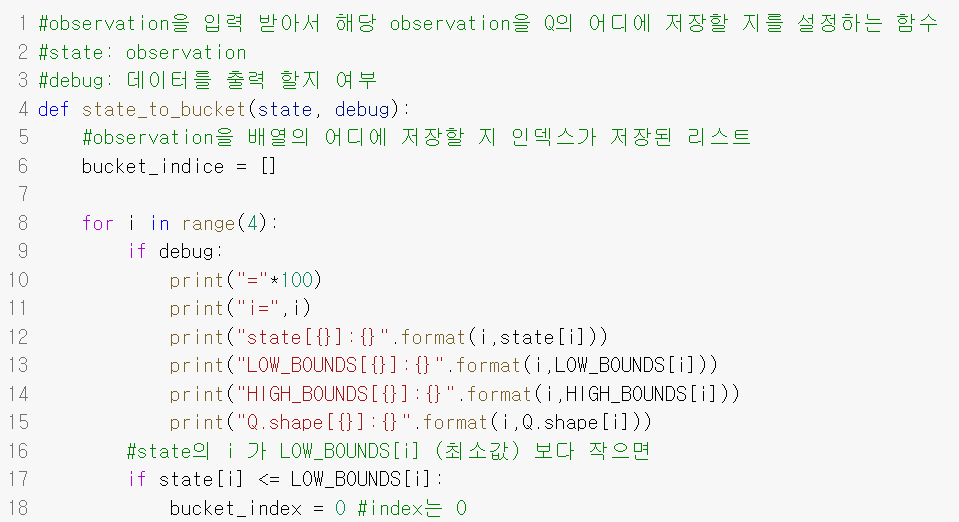 1 #observation을 입력 받아서 해당 observation을 Q의 어디에 저장할 지를 설정하는 함수
2 #state: observation
3 #debug: 데이터를 출력 할지 여부
4 def state_to_bucket(state, debug):
5     #observation을 배열의 어디에 저장할 지 인덱스가 저장된 리스트
6     bucket_indice = []
7
8     for i in range(4):
9         if debug:
10             print("="*100)
11             print("i=",i)
12             print("state[{}]:{}".format(i,state[i]))
13             print("LOW_BOUNDS[{}]:{}".format(i,LOW_BOUNDS[i]))
14             print("HIGH_BOUNDS[{}]:{}".format(i,HIGH_BOUNDS[i]))
15             print("Q.shape[{}]:{}".format(i,Q.shape[i]))
16         #state의 i 가 LOW_BOUNDS[i] (최소값) 보다 작으면
17         if state[i] <= LOW_BOUNDS[i]:
18             bucket_index = 0 #index는 0